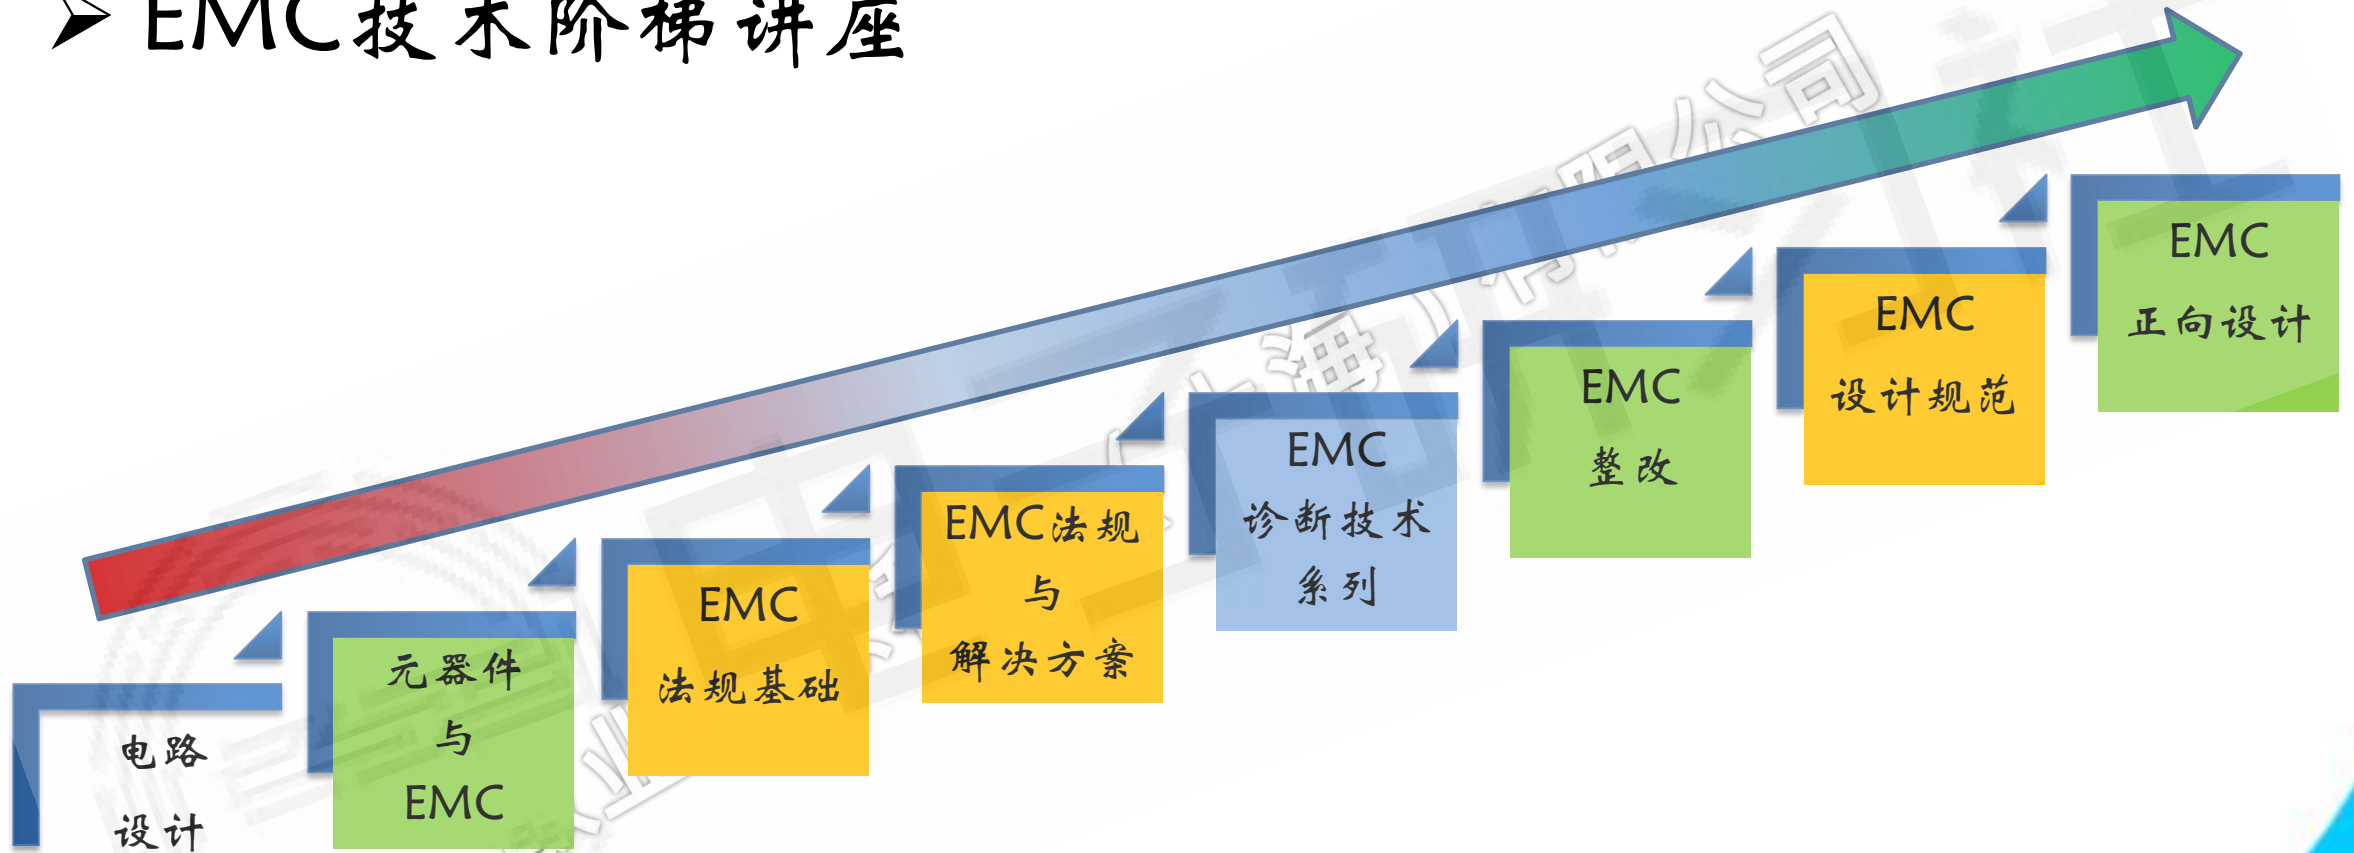 ➢ EMC技术阶梯讲座
电路
设计
元器件
与
EMC
EMC
法规基础
EMC法规
与
解决方案
EMC
诊断技术
系列
EMC
整改
EMC
设计规范
EMC
正向设计